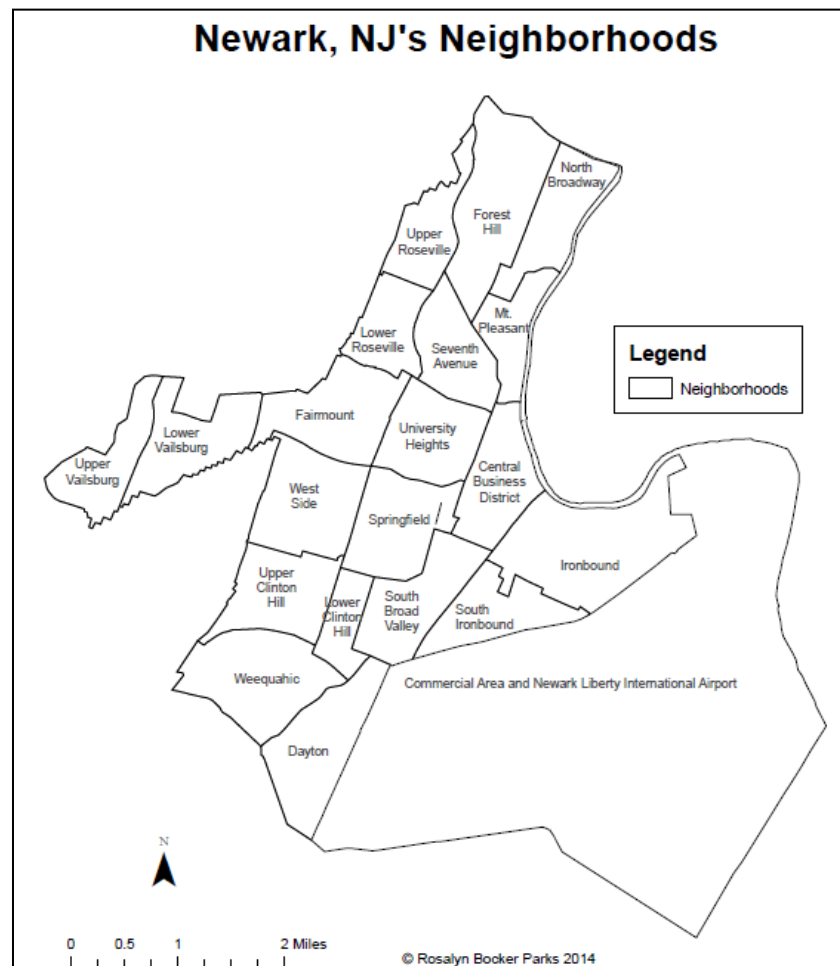 Newark, NJ's Neighborhoods
North
Broadway
Forest
Hill
Upper
Roseville
Mt.
Pleasant
Lower
Roseville
Seventh
Avenue
Legend
Neighborhoods
Fairmount
University
Heights
Lower
Vailsburg
Upper
Vailsburg
Central
Business
District
West
Side
Springfield
Ironbound
Upper
Clinton
Hill
Lower
Clinton
Hill
South
Broad
Valley
South
Ironbound
Weequahic
Commercial Area and Newark Liberty International Airport
Dayton
N
0 0.5 1 2 Miles
© Rosalyn Bocker Parks 2014